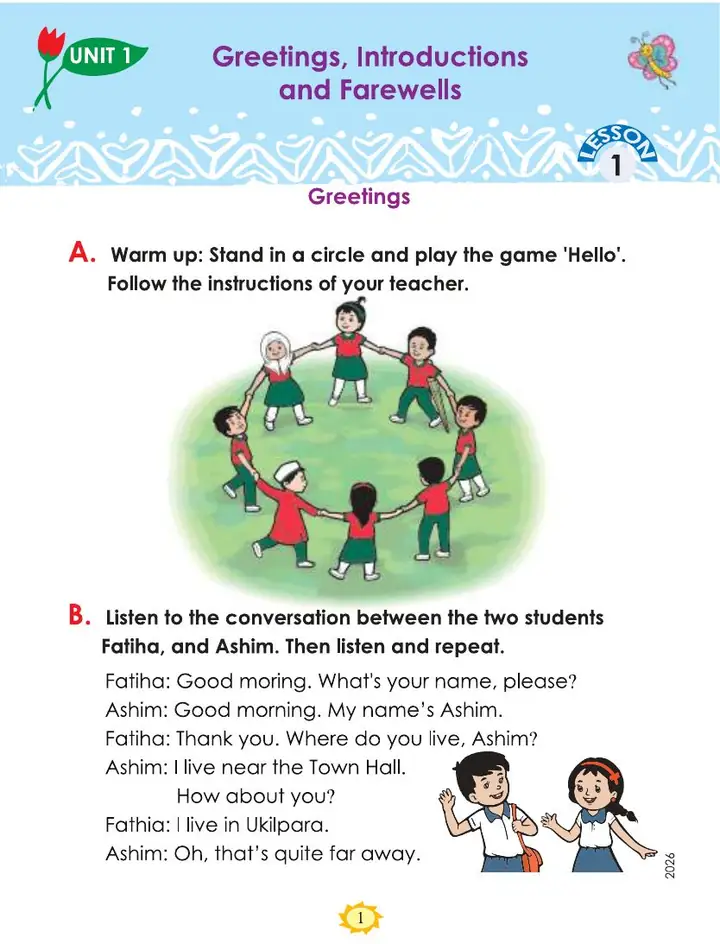 UNIT 1
Greetings, Introductions
and Farewells
LESSON
1
Greetings
A. Warm up: Stand in a circle and play the game 'Hello'.
Follow the instructions of your teacher.
B. Listen to the conversation between the two students
Fatiha, and Ashim. Then listen and repeat.
Fatiha: Good moring. What's your name, please?
Ashim: Good morning. My name’s Ashim.
Fatiha: Thank you. Where do you live, Ashim?
Ashim: I live near the Town Hall.
How about you?
Fathia: I live in Ukilpara.
Ashim: Oh, that’s quite far away.
2026
1